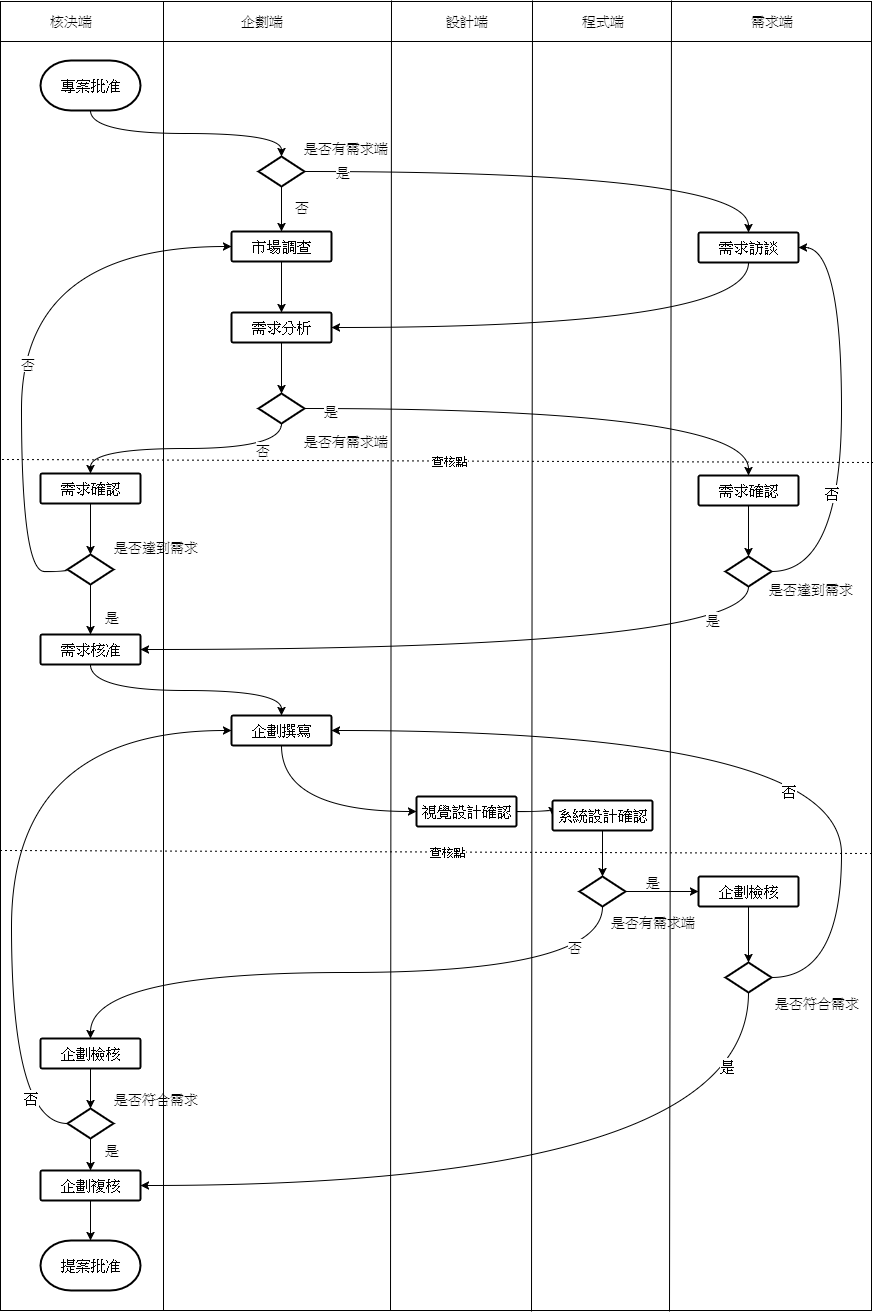 核決端
企劃端
設計端
程式端
需求端
專案批准
是否有需求端
是
否
市場調查
需求訪談
需求分析
否
是
是否有需求端
否
查核點
需求確認
需求確認
否
是否達到需求
是否達到需求
是
是
需求核准
企劃撰寫
否
視覺設計確認
系統設計確認
查核點
是
企劃檢核
是否有需求端
否
是否符合需求
企劃檢核
是
否
是否符合需求
是
企劃複核
提案批准